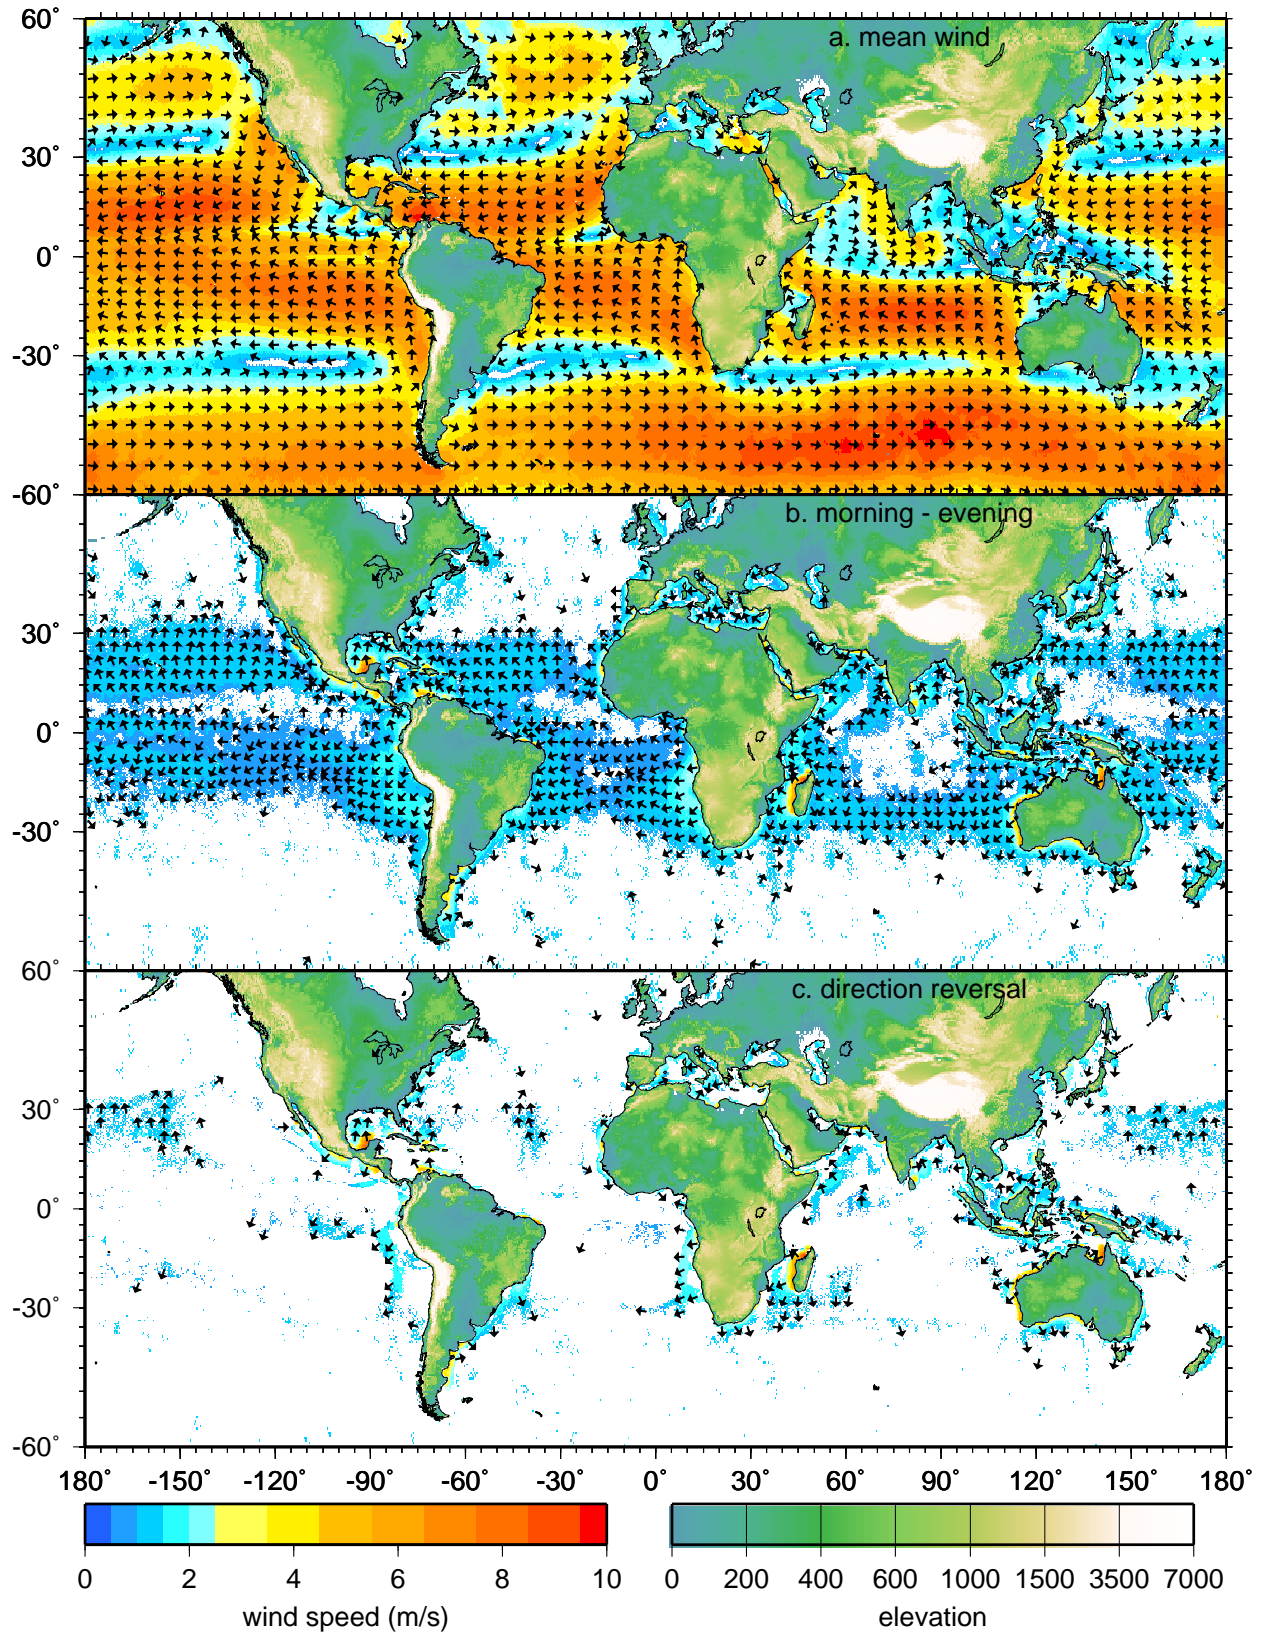 60°
a. mean wind
30°
0°
-30°
-60°
b. morning - evening
30°
0°
-30°
60°
c. direction reversal
30°
0°
-30°
-60°
180° -150° -120° -90° -60° -30° 0° 30° 60° 90° 120° 150° 180°
0 2 4 6 8 10
wind speed (m/s)
0 200 400 600 1000 1500 3500 7000
elevation